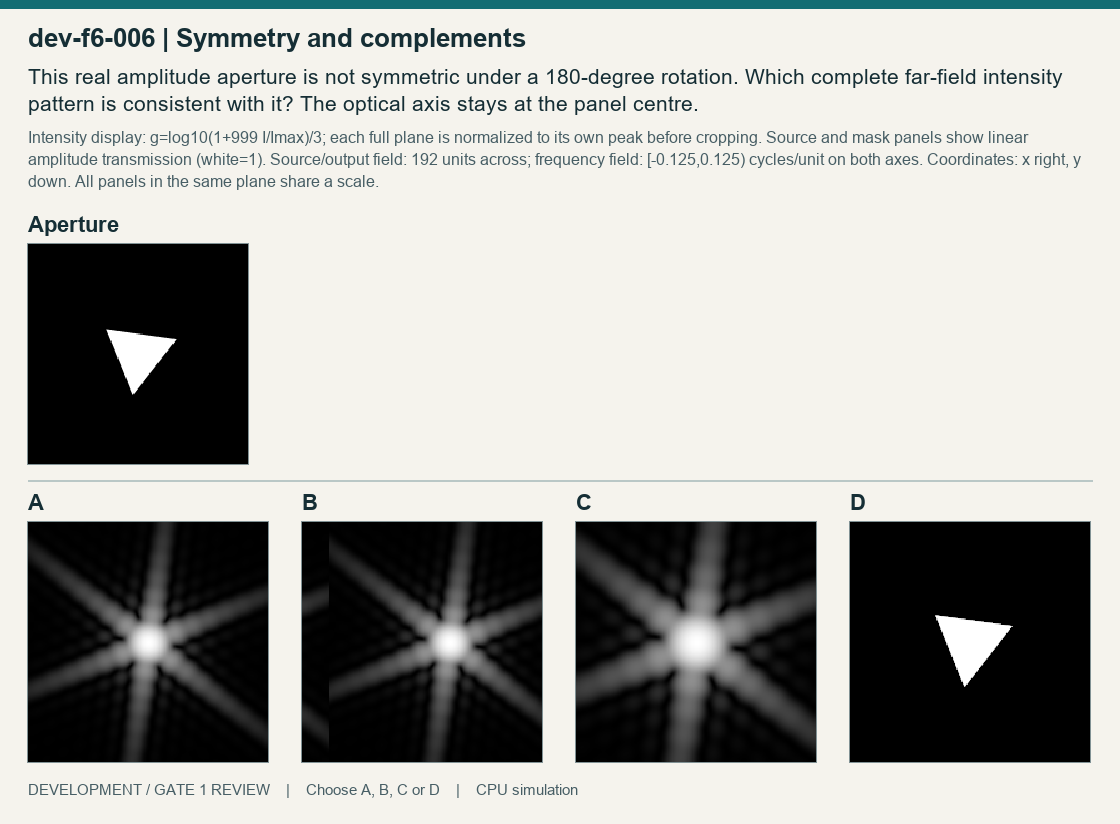 dev-f6-006 | Symmetry and complements
This real amplitude aperture is not symmetric under a 180-degree rotation. Which complete far-field intensity
pattern is consistent with it? The optical axis stays at the panel centre.
Intensity display: g=log10(1+999 I/Imax)/3; each full plane is normalized to its own peak before cropping. Source and mask panels show linear
amplitude transmission (white=1). Source/output field: 192 units across; frequency field: [-0.125,0.125) cycles/unit on both axes. Coordinates: x right, y
down. All panels in the same plane share a scale.
Aperture
A B C D
DEVELOPMENT / GATE 1 REVIEW | Choose A, B, C or D | CPU simulation